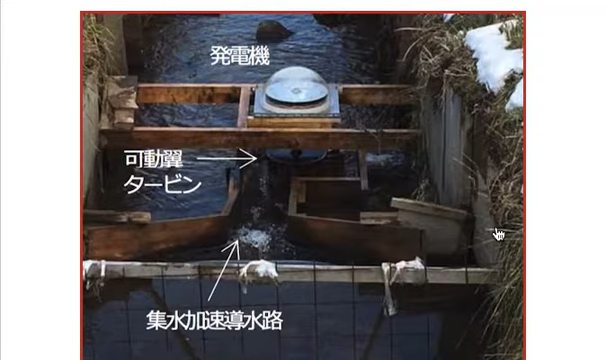 発電機
可動翼
タービン
集水加速導水路